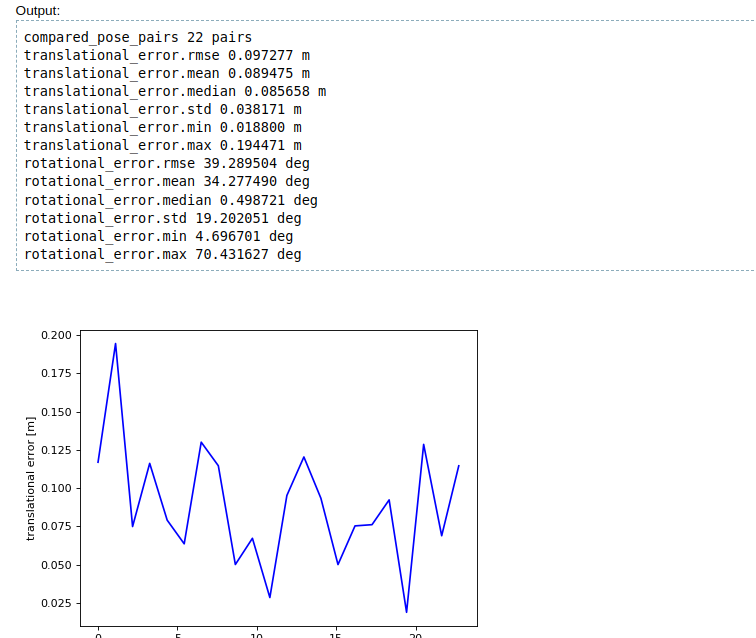 Output:
compared_pose_pairs 22 pairs
translational_error.rmse 0.097277 m
translational_error.mean 0.089475 m
translational_error.median 0.085658 m
translational_error.std 0.038171 m
translational_error.min 0.018800 m
translational_error.max 0.194471 m
rotational_error.rmse 39.289504 deg
rotational_error.mean 34.277490 deg
rotational_error.median 0.498721 deg
rotational_error.std 19.202051 deg
rotational_error.min 4.696701 deg
rotational_error.max 70.431627 deg
0.200
0.175
0.150
0.125
0.100
0.075
0.050
0.025
translational error [m]
0 5 10 15 20